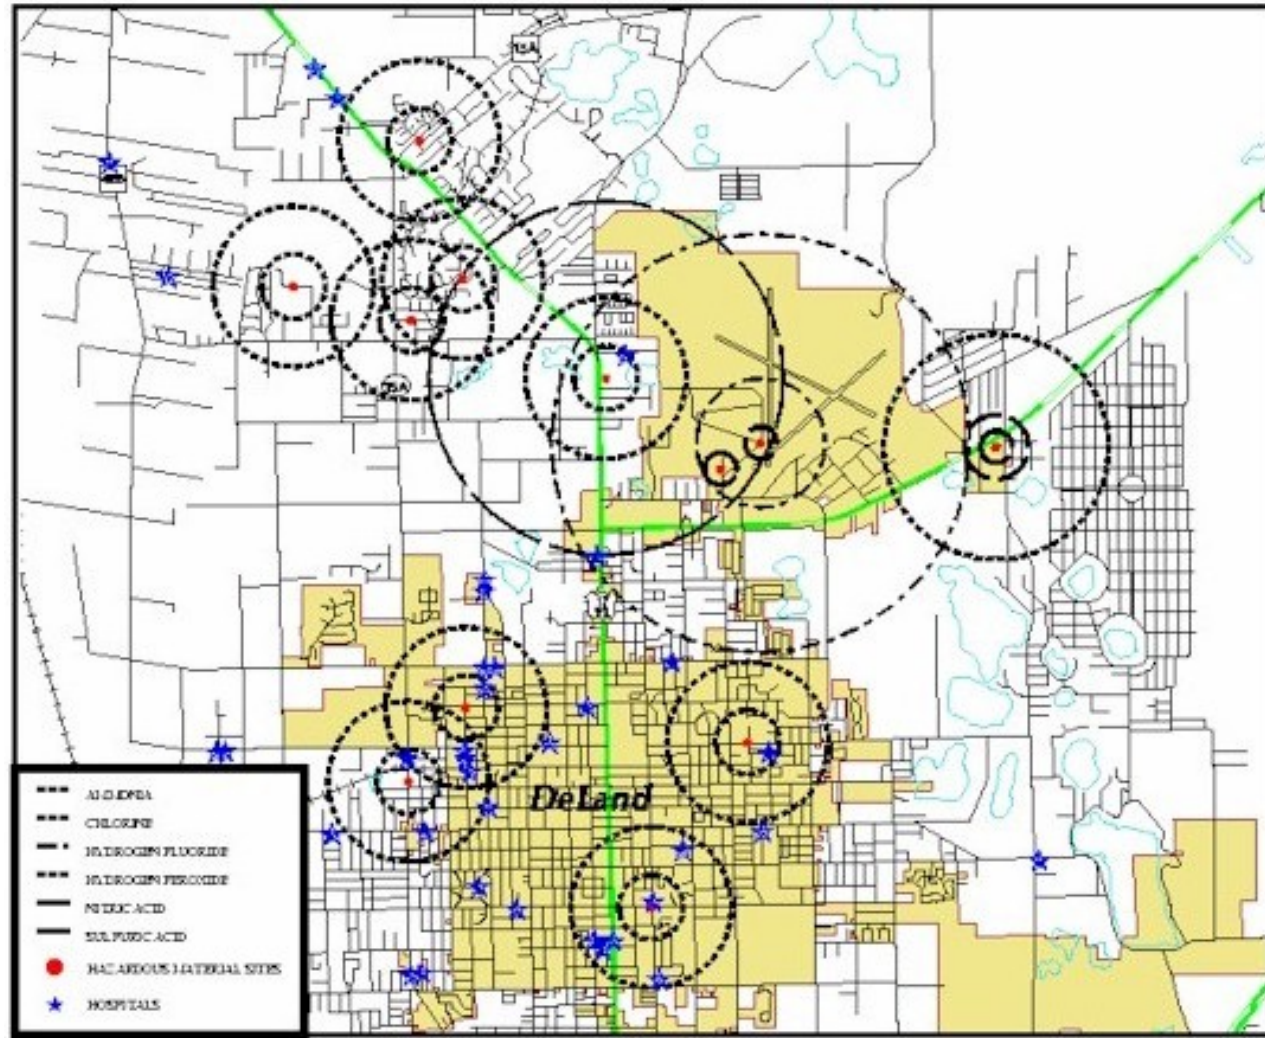 15A
15A
DeLand
CHLORINE
HYDROGEN FLUORIDE
HYDROGEN PEROXIDE
NITRIC ACID
SULFURIC ACID
HAZARDOUS MATERIAL SITES
HOSPITALS